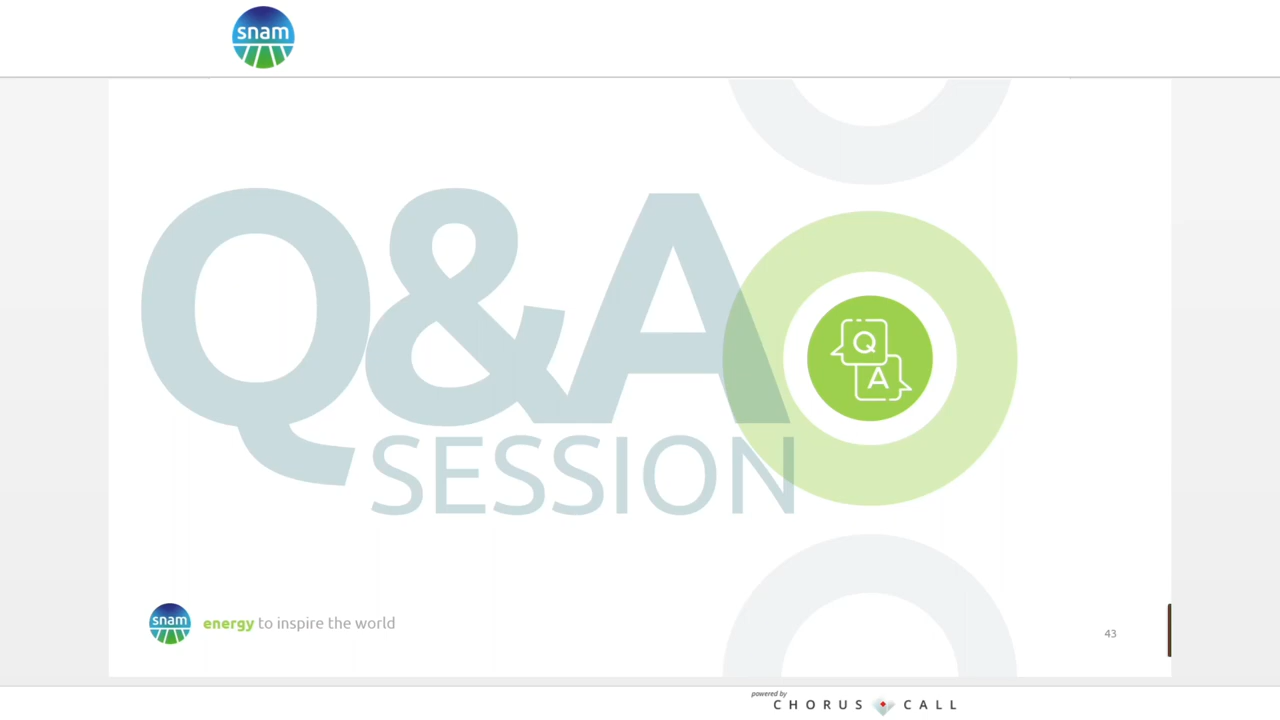 snam
Q&A
SESSION
Q
A
snam
energy to inspire the world
43
powered by
CHORUS CALL